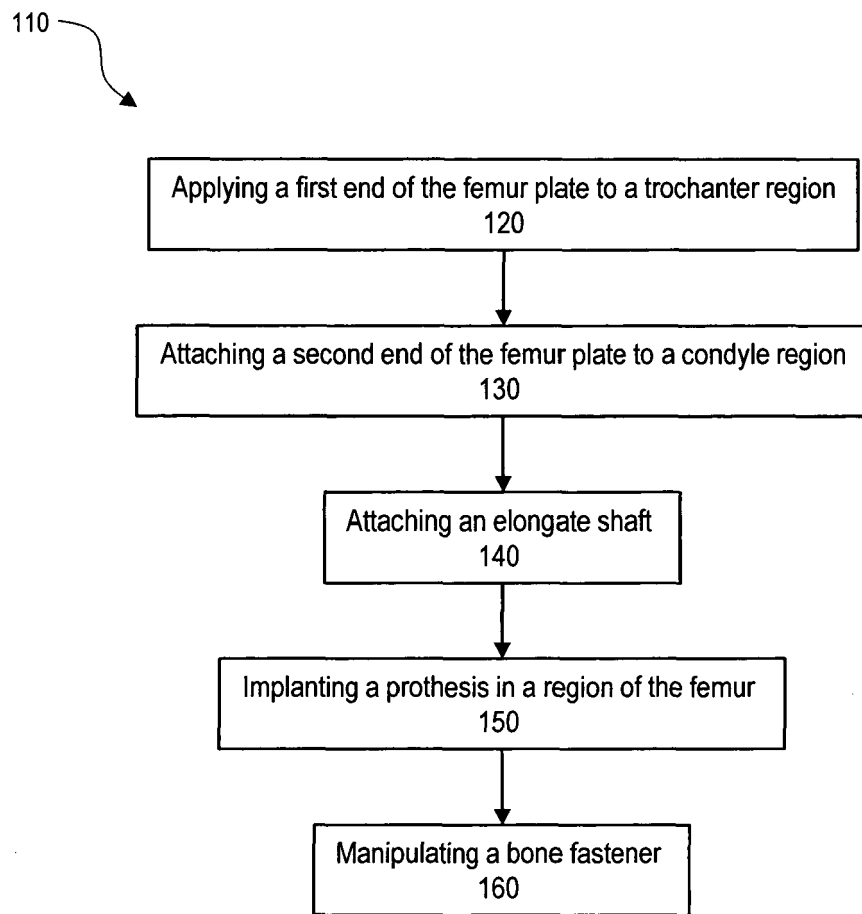 110
Applying a first end of the femur plate to a trochanter region
120
Attaching a second end of the femur plate to a condyle region
130
Attaching an elongate shaft
140
Implanting a prothesis in a region of the femur
150
Manipulating a bone fastener
160